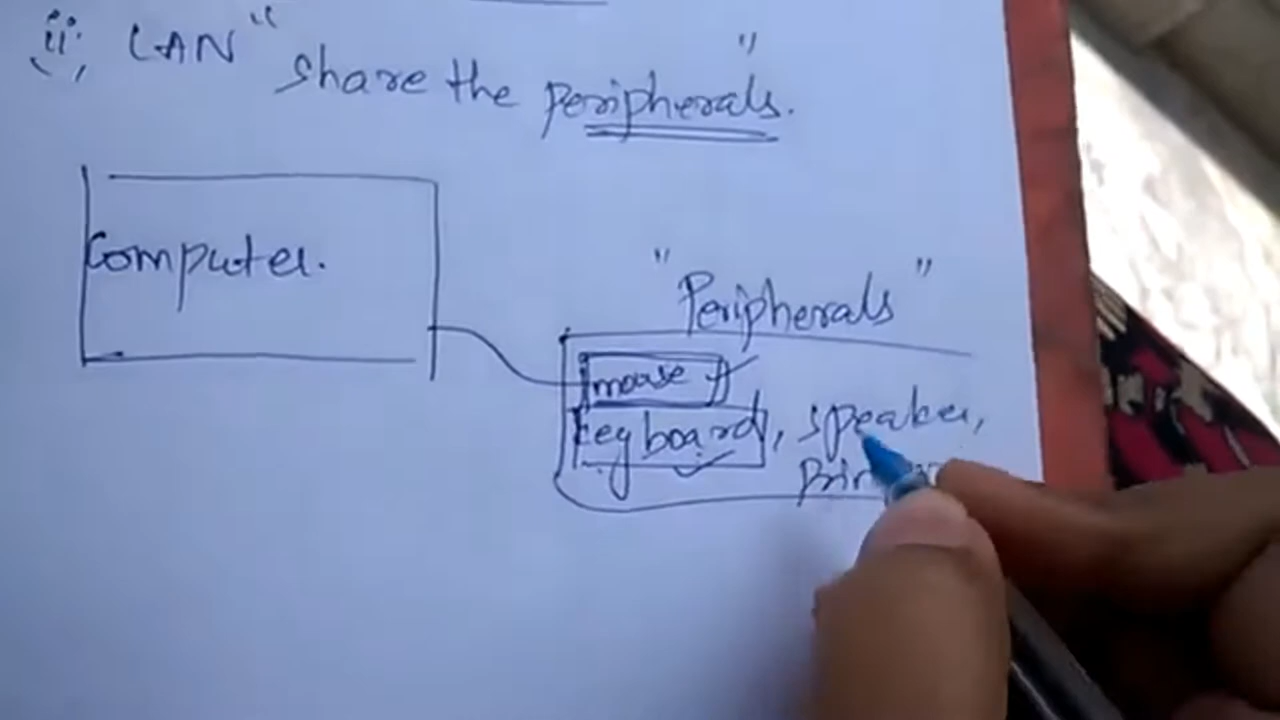 ii; LAN "share the peripherals."
Computer.
"Peripherals"
mouse
keyboard, speaker,